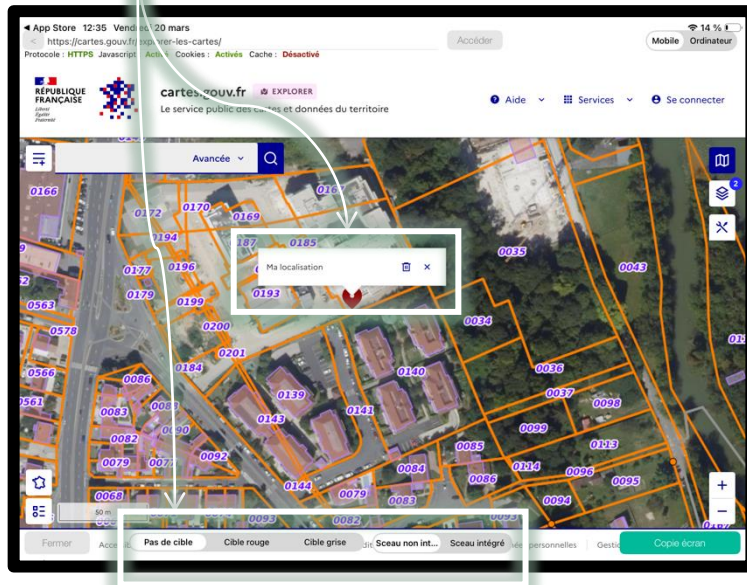 App Store 12:35 Vendredi 20 mars 14 %
https://cartes.gouv.fr/explorer-les-cartes/ Accéder Mobile Ordinateur
Protocole : HTTPS Javascript : Activé Cookies : Activés Cache : Désactivé
RÉPUBLIQUE
FRANÇAISE
Liberté
Égalité
Fraternité
cartes.gouv.fr EXPLORER
Le service public des cartes et données du territoire
Aide Services Se connecter
Avancée
2
0166
0167
0172 0170 0169
0194
187 0185
0035
0177 0196
0043
Ma localisation
0179 0199 0193
0563
0578
0200
0034
0201
0184
0566
0086
0140
0036
0561
0139
0037
0098
0083
0143
0141
0090
0099
0082
0085
0113
0079
0092
0084
0114
0096
0086
0095
0144
0079
0068
0083
0094
50 m
0093
0082
Fermer Pas de cible Cible rouge Cible grise Sceau non int... Sceau intégré personnelles Copie écran